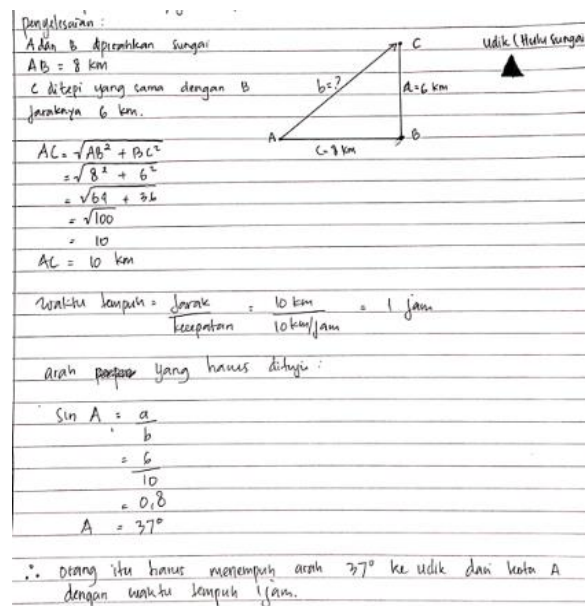 Penyelesaian :
A dan B dipisahkan sungai
AB = 8 km
C ditepi yang sama dengan B
Jaraknya 6 km.
C
udik (Hulu Sungai
b=?
a=6 km
A
B
C=8 km
AC = √AB² + BC²
= √8² + 6²
= √64 + 36
= √100
= 10
AC = 10 km
Waktu tempuh = Jarak / kecepatan = 10 km / 10 km/jam = 1 jam
arah yang harus dituju :
Sin A = a / b
= 6 / 10
= 0,8
A = 37°
∴ Orang itu harus menempuh arah 37° ke udik dari kota A
dengan waktu tempuh 1 jam.